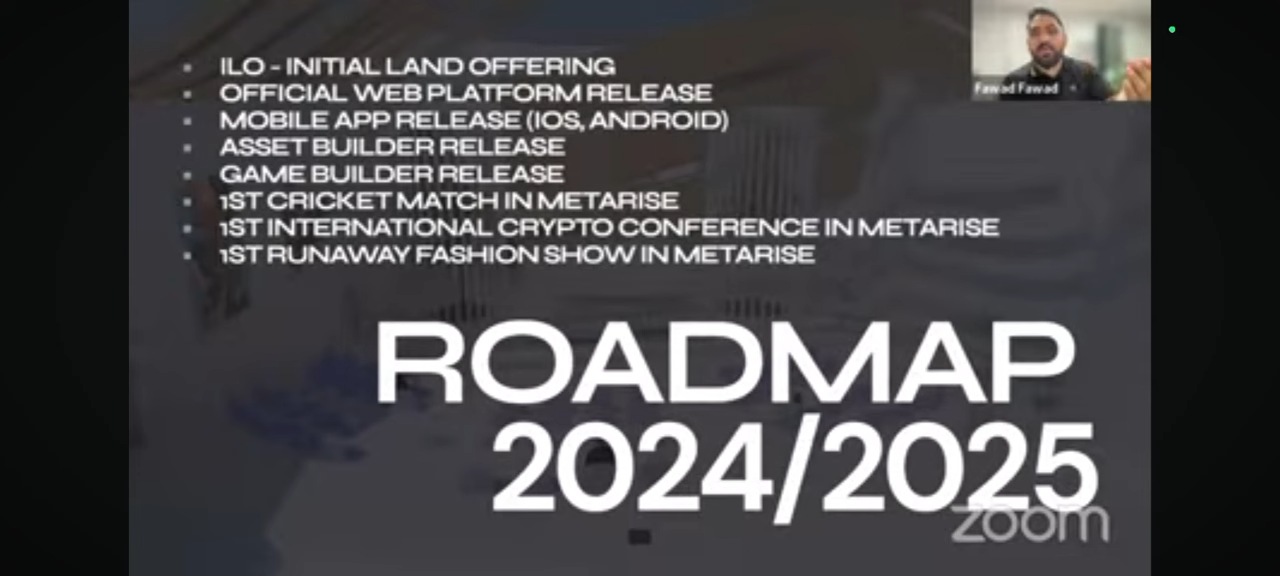 ILO - INITIAL LAND OFFERING
OFFICIAL WEB PLATFORM RELEASE
MOBILE APP RELEASE (IOS, ANDROID)
ASSET BUILDER RELEASE
GAME BUILDER RELEASE
1ST CRICKET MATCH IN METARISE
1ST INTERNATIONAL CRYPTO CONFERENCE IN METARISE
1ST RUNAWAY FASHION SHOW IN METARISE
Fawad Fawad
ROADMAP
2024/2025
zoom